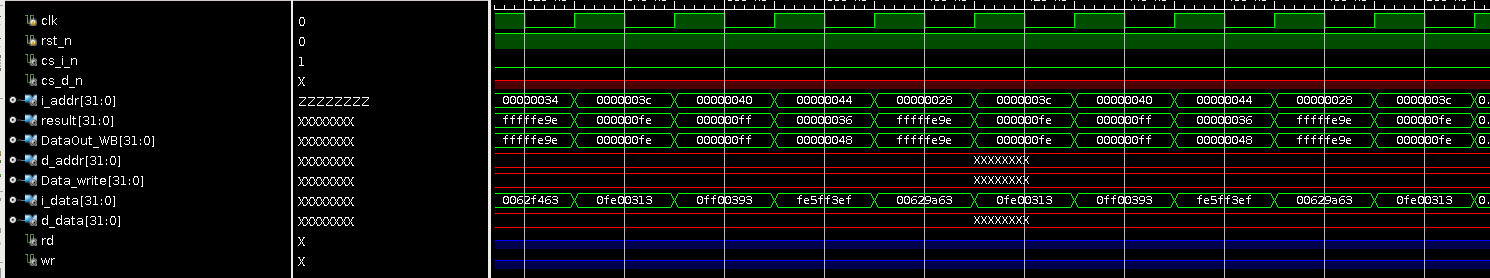 clk 0
rst_n 0
cs_i_n 1
cs_d_n X
i_addr[31:0] ZZZZZZZZ 00000034 0000003c 00000040 00000044 00000028 0000003c 00000040 00000044 00000028 0000003c 0.
result[31:0] XXXXXXXX fffffe9e 000000fe 000000ff 00000036 fffffe9e 000000fe 000000ff 00000036 fffffe9e 000000fe 0.
DataOut_WB[31:0] XXXXXXXX fffffe9e 000000fe 000000ff 00000048 fffffe9e 000000fe 000000ff 00000048 fffffe9e 000000fe 0.
d_addr[31:0] XXXXXXXX XXXXXXXX
Data_write[31:0] XXXXXXXX XXXXXXXX
i_data[31:0] XXXXXXXX 0062f463 0fe00313 0ff00393 fe5ff3ef 00629a63 0fe00313 0ff00393 fe5ff3ef 00629a63 0fe00313 0.
d_data[31:0] XXXXXXXX XXXXXXXX
rd X
wr X